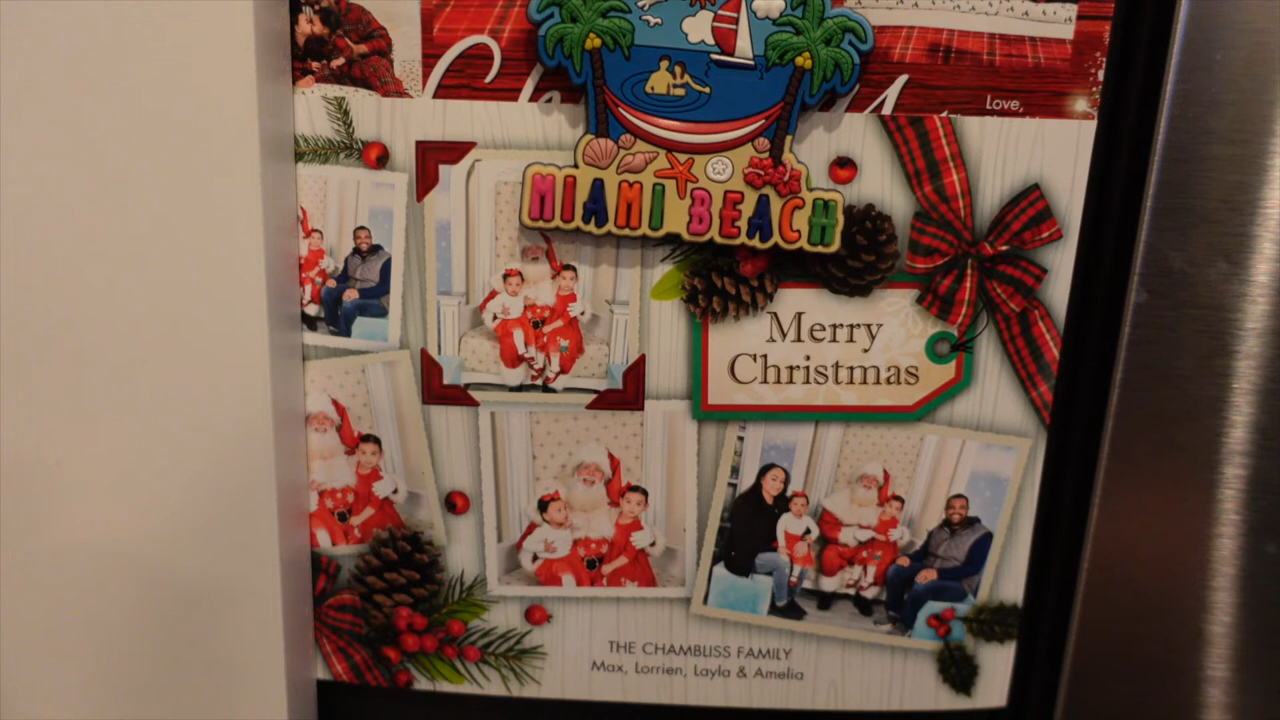 Love,
MIAMI BEACH
Merry
Christmas
THE CHAMBLISS FAMILY
Max, Lorrien, Layla & Amelia